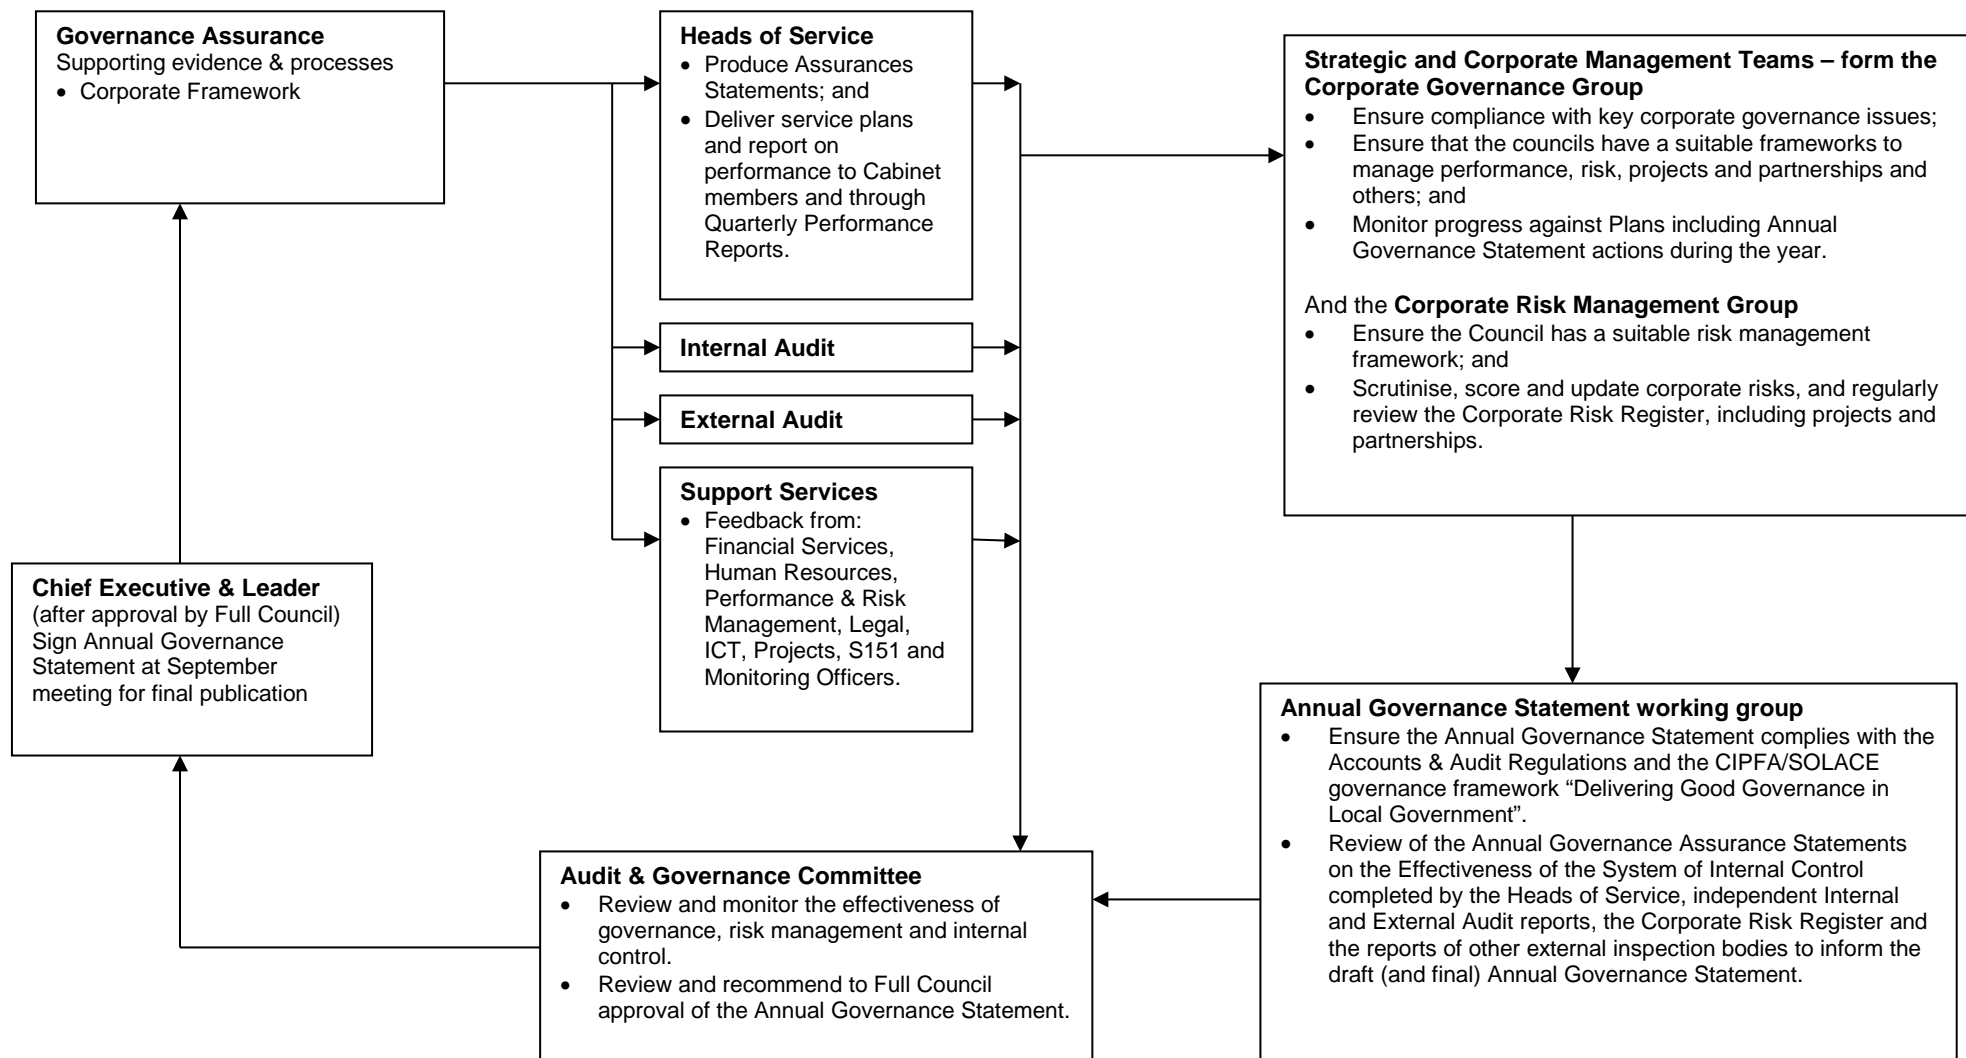 Governance Assurance
Supporting evidence & processes
• Corporate Framework
Heads of Service
• Produce Assurances
Statements; and
• Deliver service plans
and report on
performance to Cabinet
members and through
Quarterly Performance
Reports.
Internal Audit
External Audit
Support Services
• Feedback from:
Financial Services,
Human Resources,
Performance & Risk
Management, Legal,
ICT, Projects, S151 and
Monitoring Officers.
Strategic and Corporate Management Teams – form the
Corporate Governance Group
• Ensure compliance with key corporate governance issues;
• Ensure that the councils have a suitable frameworks to
manage performance, risk, projects and partnerships and
others; and
• Monitor progress against Plans including Annual
Governance Statement actions during the year.
And the Corporate Risk Management Group
• Ensure the Council has a suitable risk management
framework; and
• Scrutinise, score and update corporate risks, and regularly
review the Corporate Risk Register, including projects and
partnerships.
Annual Governance Statement working group
• Ensure the Annual Governance Statement complies with the
Accounts & Audit Regulations and the CIPFA/SOLACE
governance framework “Delivering Good Governance in
Local Government”.
• Review of the Annual Governance Assurance Statements
on the Effectiveness of the System of Internal Control
completed by the Heads of Service, independent Internal
and External Audit reports, the Corporate Risk Register and
the reports of other external inspection bodies to inform the
draft (and final) Annual Governance Statement.
Audit & Governance Committee
• Review and monitor the effectiveness of
governance, risk management and internal
control.
• Review and recommend to Full Council
approval of the Annual Governance Statement.
Chief Executive & Leader
(after approval by Full Council)
Sign Annual Governance
Statement at September
meeting for final publication